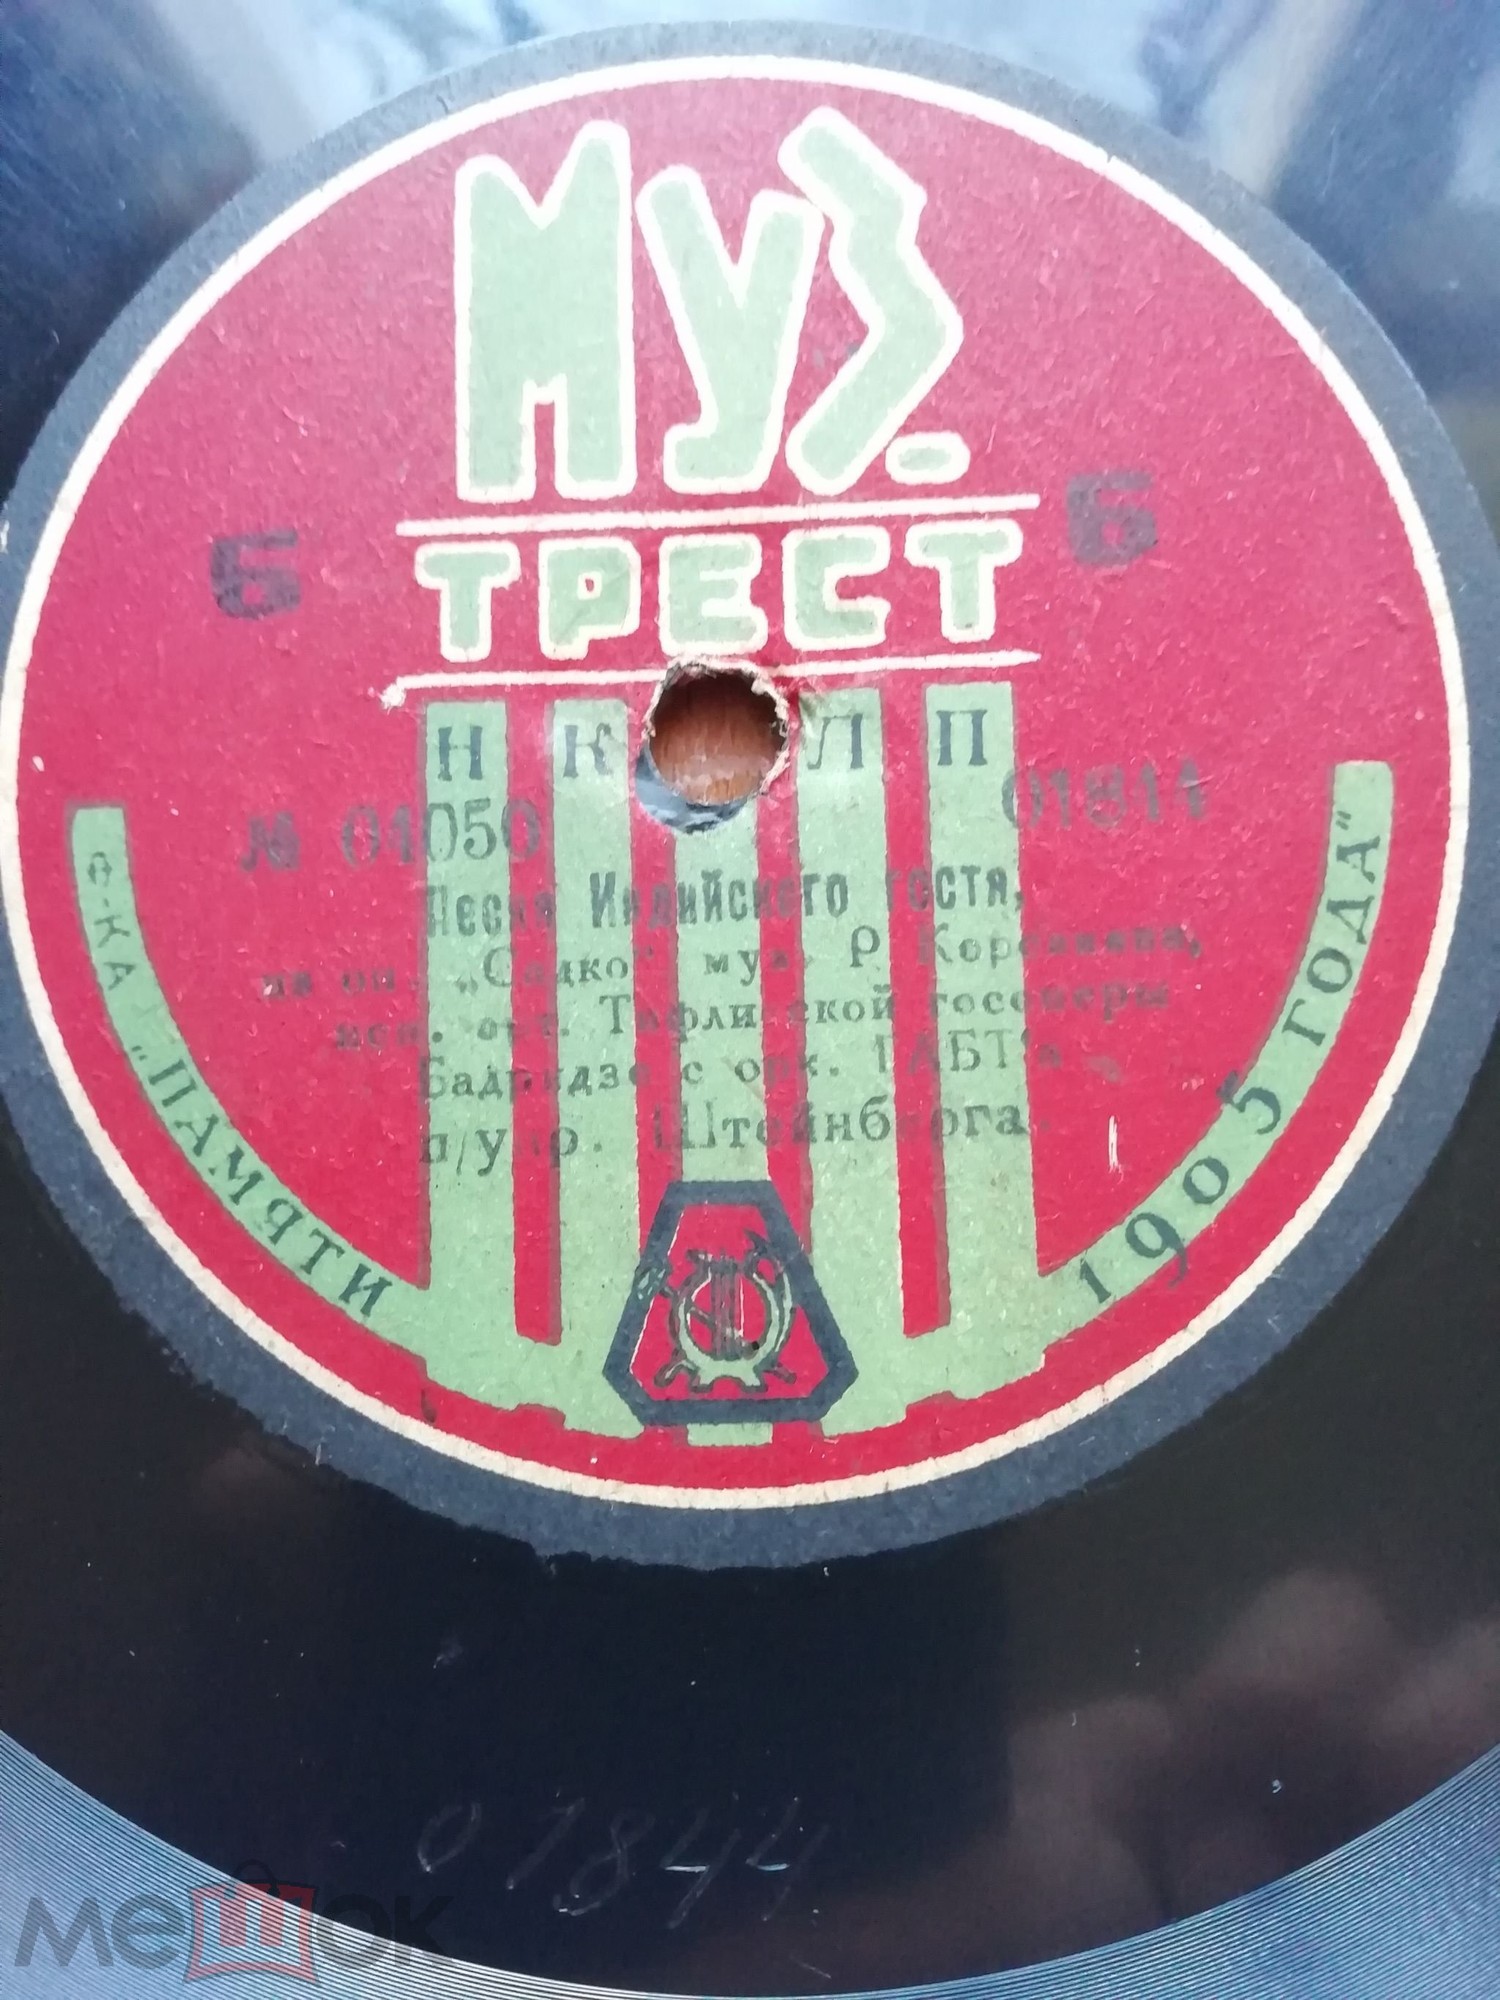 МУЗ.
ТРЕСТ
Б Б
Н К Л П
№ 01050 01844
Песня Индийского гостя,
из оп. „Садко" муз. Р. Корсакова,
исп. арт. Тифлисской госоперы
Бадридзе с орк. ГАБТ'а
п/упр. Штейнберга.
Ф-КА „ПАМЯТИ 1905 ГОДА"
01844
мешок